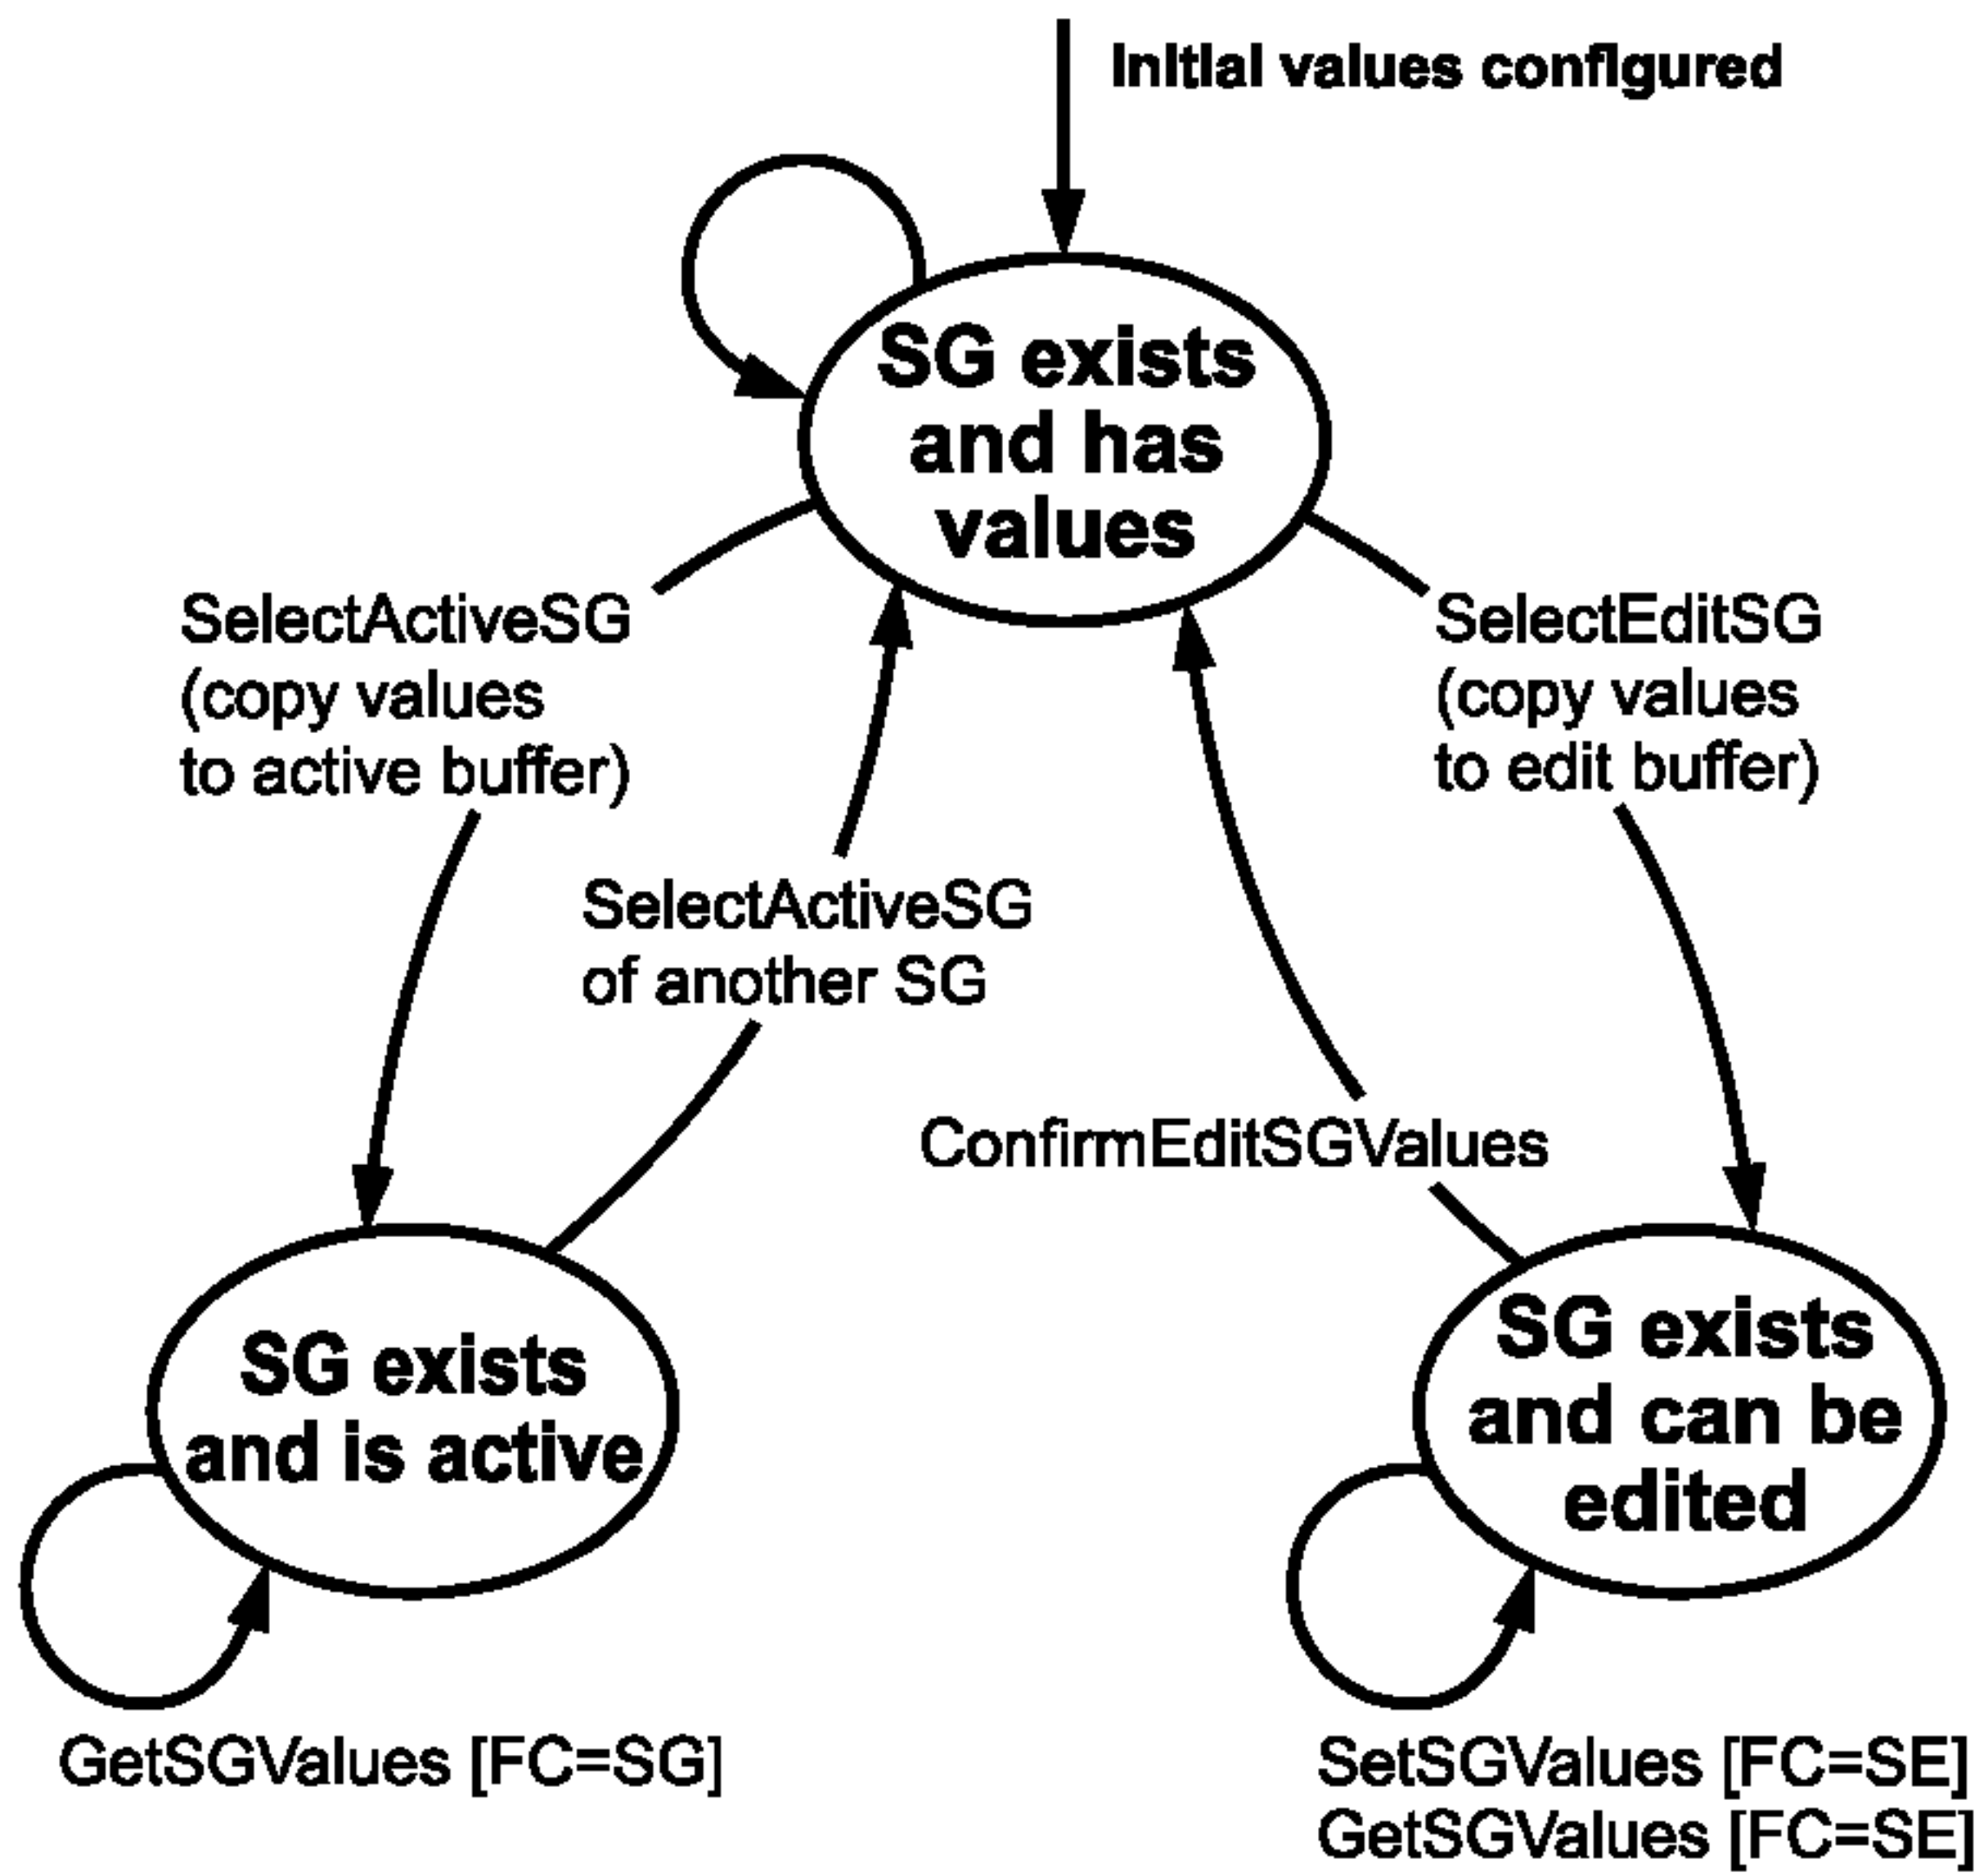 Initial values configured
SG exists
and has
values
SelectActiveSG
(copy values
to active buffer)
SelectEditSG
(copy values
to edit buffer)
SelectActiveSG
of another SG
ConfirmEditSGValues
SG exists
and is active
SG exists
and can be
edited
GetSGValues [FC=SG]
SetSGValues [FC=SE]
GetSGValues [FC=SE]